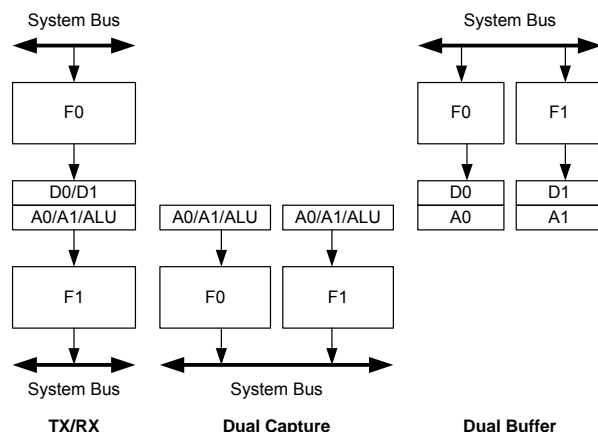 System Bus
System Bus
F0
F0
F1
D0/D1
A0/A1/ALU
A0/A1/ALU
A0/A1/ALU
D0
D1
A0
A1
F1
F0
F1
System Bus
System Bus
TX/RX
Dual Capture
Dual Buffer